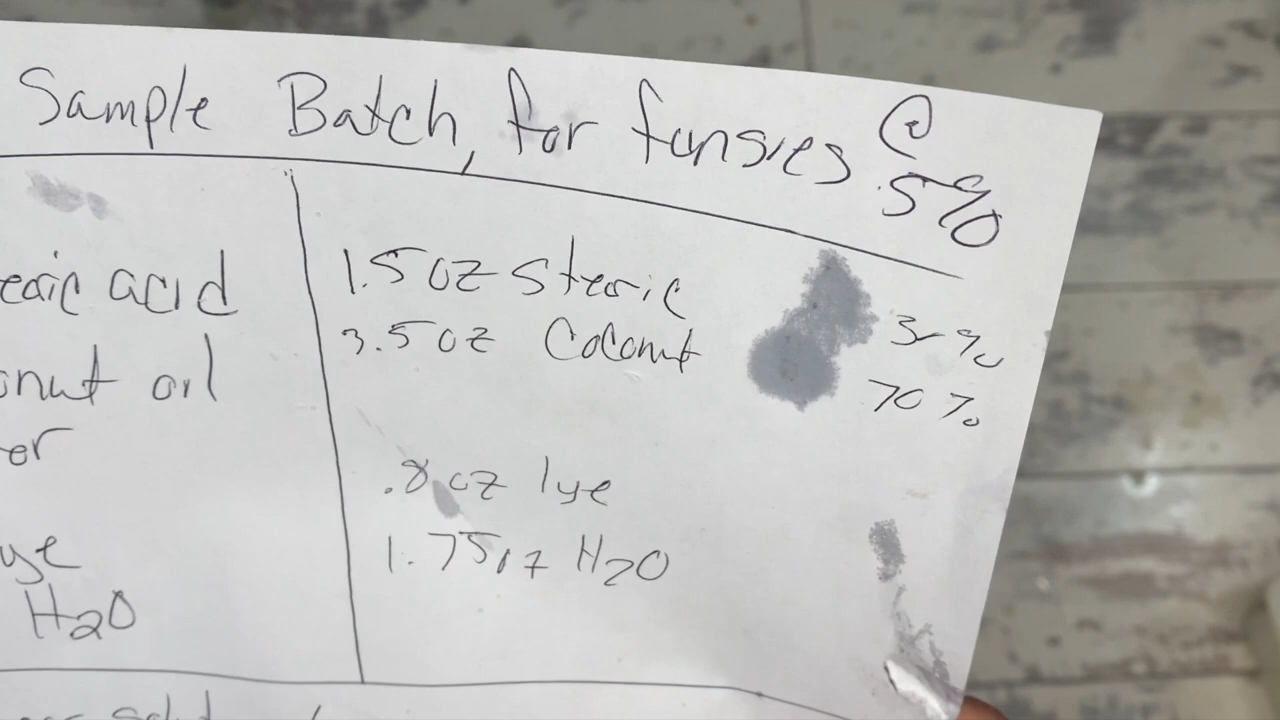 Sample Batch, for funsies @
.5%
earic acid
onut oil
er
ye
H2O
1.5 oz Stearic 30%
3.5 oz Coconut 70%
.8 oz lye
1.75 oz H2O